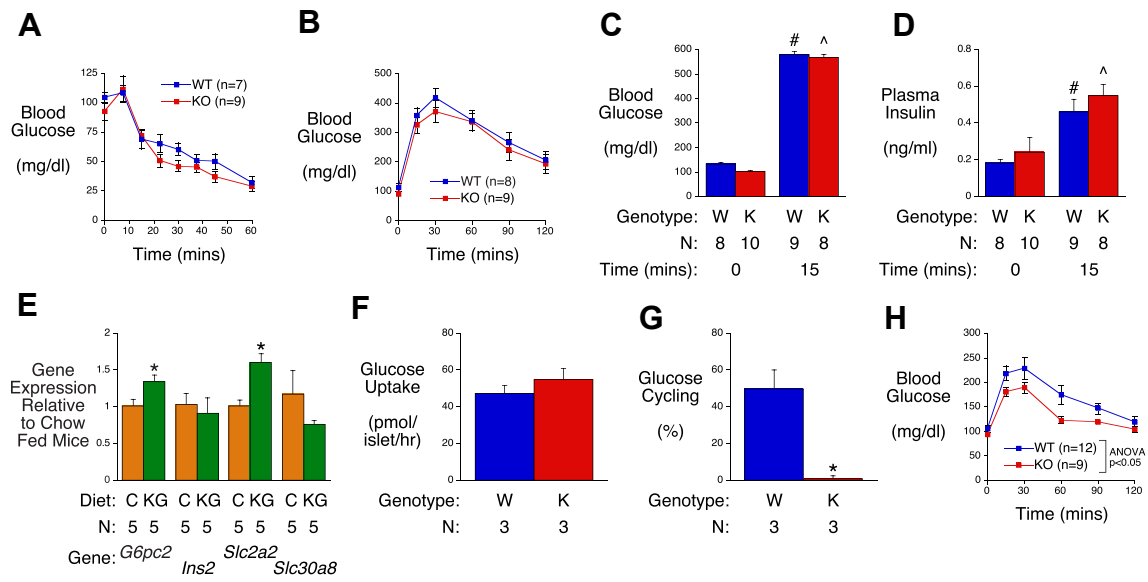 A
Blood
Glucose
(mg/dl)
125
100
75
50
25
0
WT (n=7)
KO (n=9)
0 10 20 30 40 50 60
Time (mins)
B
Blood
Glucose
(mg/dl)
500
400
300
200
100
0
WT (n=8)
KO (n=9)
0 30 60 90 120
Time (mins)
C
Blood
Glucose
(mg/dl)
600
500
400
300
200
100
0
# ^
Genotype: W K W K
N: 8 10 9 8
Time (mins): 0 15
D
Plasma
Insulin
(ng/ml)
0.8
0.6
0.4
0.2
0
# ^
Genotype: W K W K
N: 8 10 9 8
Time (mins): 0 15
E
Gene
Expression
Relative
to Chow
Fed Mice
2
1.5
1
0.5
0
* *
Diet: C KG C KG C KG C KG
N: 5 5 5 5 5 5 5 5
Gene: G6pc2 Ins2 Slc2a2 Slc30a8
F
Glucose
Uptake
(pmol/
islet/hr)
80
60
40
20
0
Genotype: W K
N: 3 3
G
Glucose
Cycling
(%)
80
60
40
20
0
*
Genotype: W K
N: 3 3
H
Blood
Glucose
(mg/dl)
300
250
200
150
100
50
0
WT (n=12)
KO (n=9)
ANOVA
p<0.05
0 30 60 90 120
Time (mins)